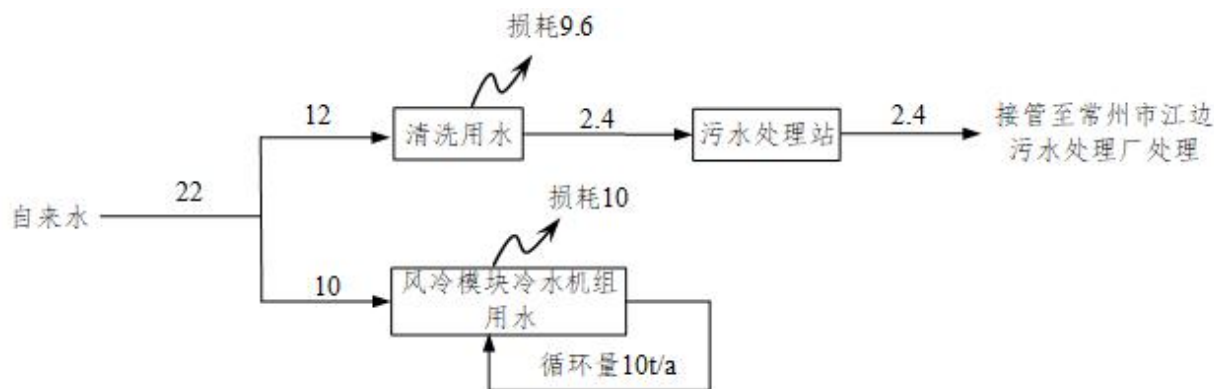 损耗9.6
12
清洗用水
2.4
污水处理站
2.4
接管至常州市江边
污水处理厂处理
22
自来水
损耗10
10
风冷模块冷水机组
用水
循环量10t/a